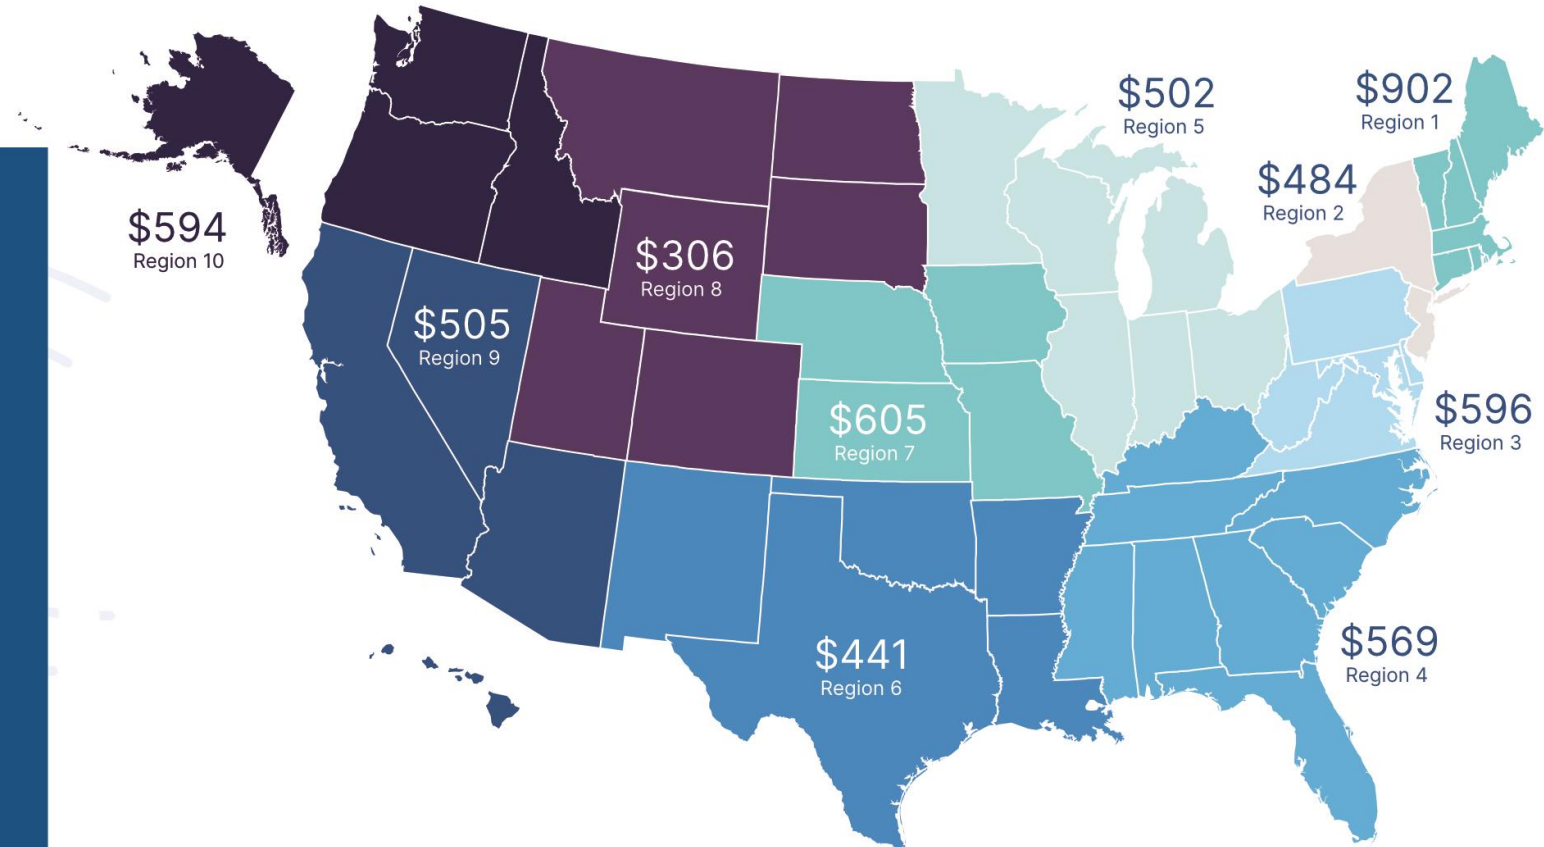 $502
Region 5
$902
Region 1
$484
Region 2
$594
Region 10
$306
Region 8
$505
Region 9
$605
Region 7
$596
Region 3
$441
Region 6
$569
Region 4